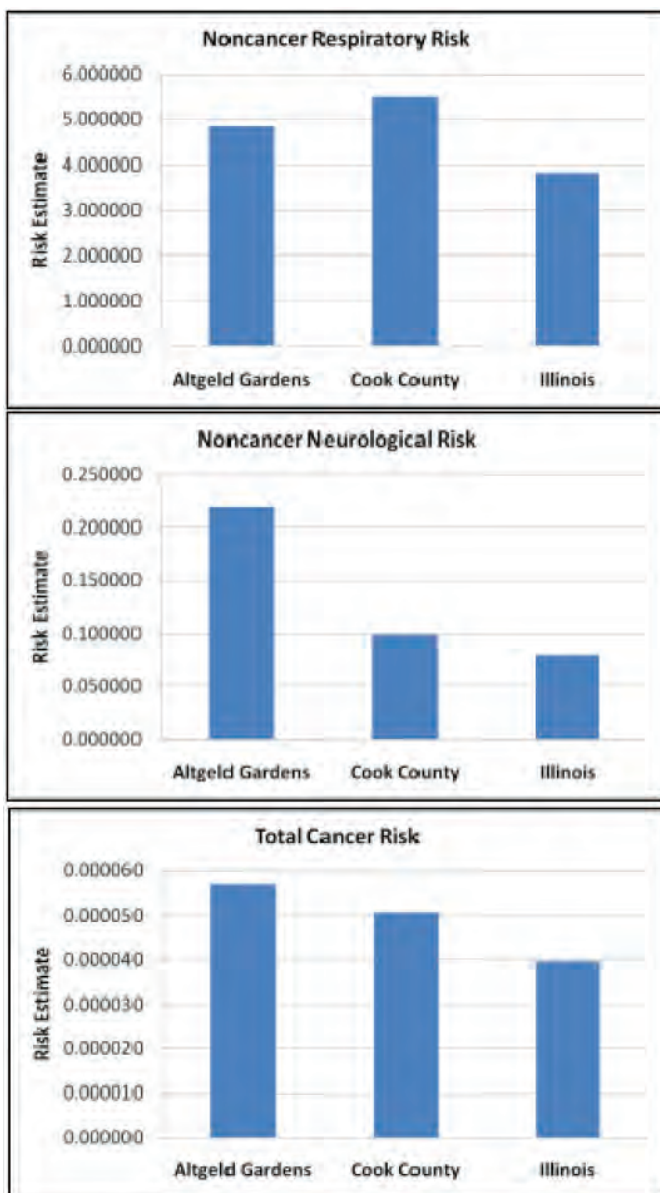 Noncancer Respiratory Risk
6.000000
5.000000
4.000000
3.000000
2.000000
1.000000
0.000000
Risk Estimate
Altgeld Gardens Cook County Illinois
Noncancer Neurological Risk
0.250000
0.200000
0.150000
0.100000
0.050000
0.000000
Risk Estimate
Altgeld Gardens Cook County Illinois
Total Cancer Risk
0.000060
0.000050
0.000040
0.000030
0.000020
0.000010
0.000000
Risk Estimate
Altgeld Gardens Cook County Illinois